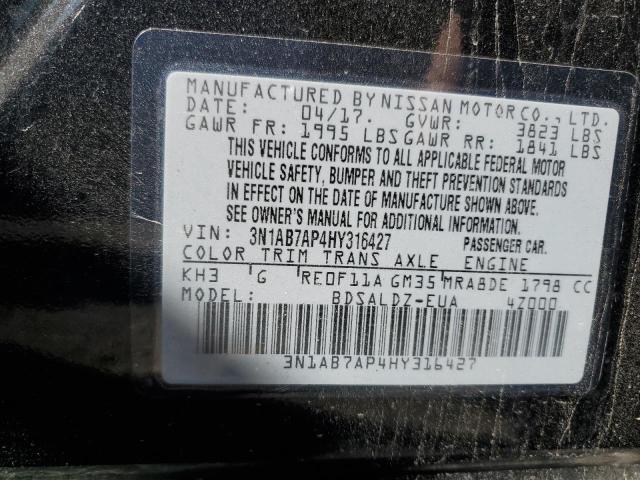 MANUFACTURED BY NISSAN MOTOR CO., LTD.
DATE: 04/17. GVWR: 3823 LBS
GAWR FR: 1995 LBS GAWR RR: 1841 LBS
THIS VEHICLE CONFORMS TO ALL APPLICABLE FEDERAL MOTOR
VEHICLE SAFETY, BUMPER AND THEFT PREVENTION STANDARDS
IN EFFECT ON THE DATE OF MANUFACTURE SHOWN ABOVE.
SEE OWNER'S MANUAL FOR ADDITIONAL INFORMATION.
VIN: 3N1AB7AP4HY316427 PASSENGER CAR.
COLOR TRIM TRANS AXLE ENGINE
KH3 G RE0F11A GM35 MRA8DE 1798 CC
MODEL: BDSALDZ-EUA 4Z000
3N1AB7AP4HY316427